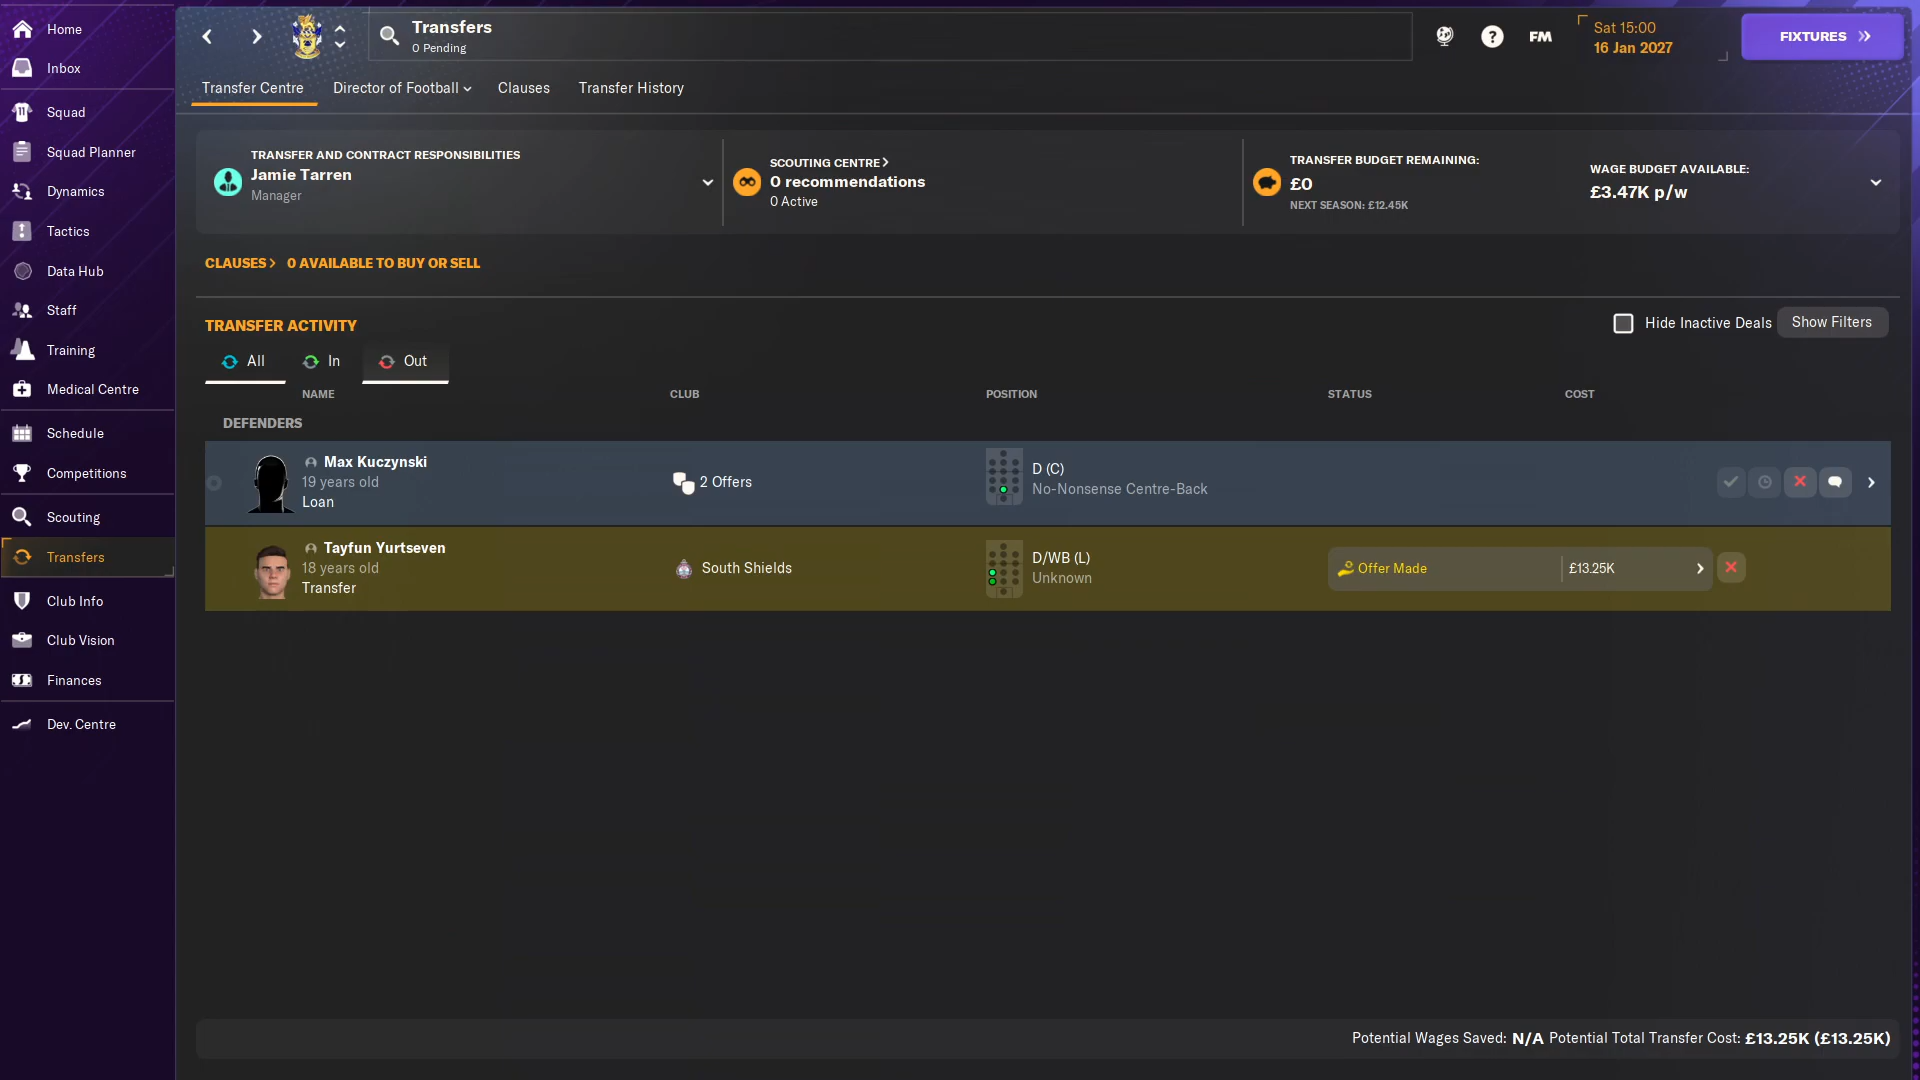 Home
Inbox
Squad
Squad Planner
Dynamics
Tactics
Data Hub
Staff
Training
Medical Centre
Schedule
Competitions
Scouting
Transfers
Club Info
Club Vision
Finances
Dev. Centre
Transfers
0 Pending
FM
Sat 15:00
16 Jan 2027
FIXTURES
Transfer Centre
Director of Football
Clauses
Transfer History
TRANSFER AND CONTRACT RESPONSIBILITIES
Jamie Tarren
Manager
SCOUTING CENTRE
0 recommendations
0 Active
TRANSFER BUDGET REMAINING:
£0
NEXT SEASON: £12.45K
WAGE BUDGET AVAILABLE:
£3.47K p/w
CLAUSES > 0 AVAILABLE TO BUY OR SELL
TRANSFER ACTIVITY
Hide Inactive Deals
Show Filters
All
In
Out
NAME CLUB POSITION STATUS COST
DEFENDERS
Max Kuczynski
19 years old
Loan
2 Offers
D (C)
No-Nonsense Centre-Back
Tayfun Yurtseven
18 years old
Transfer
South Shields
D/WB (L)
Unknown
Offer Made
£13.25K
Potential Wages Saved: N/A Potential Total Transfer Cost: £13.25K (£13.25K)